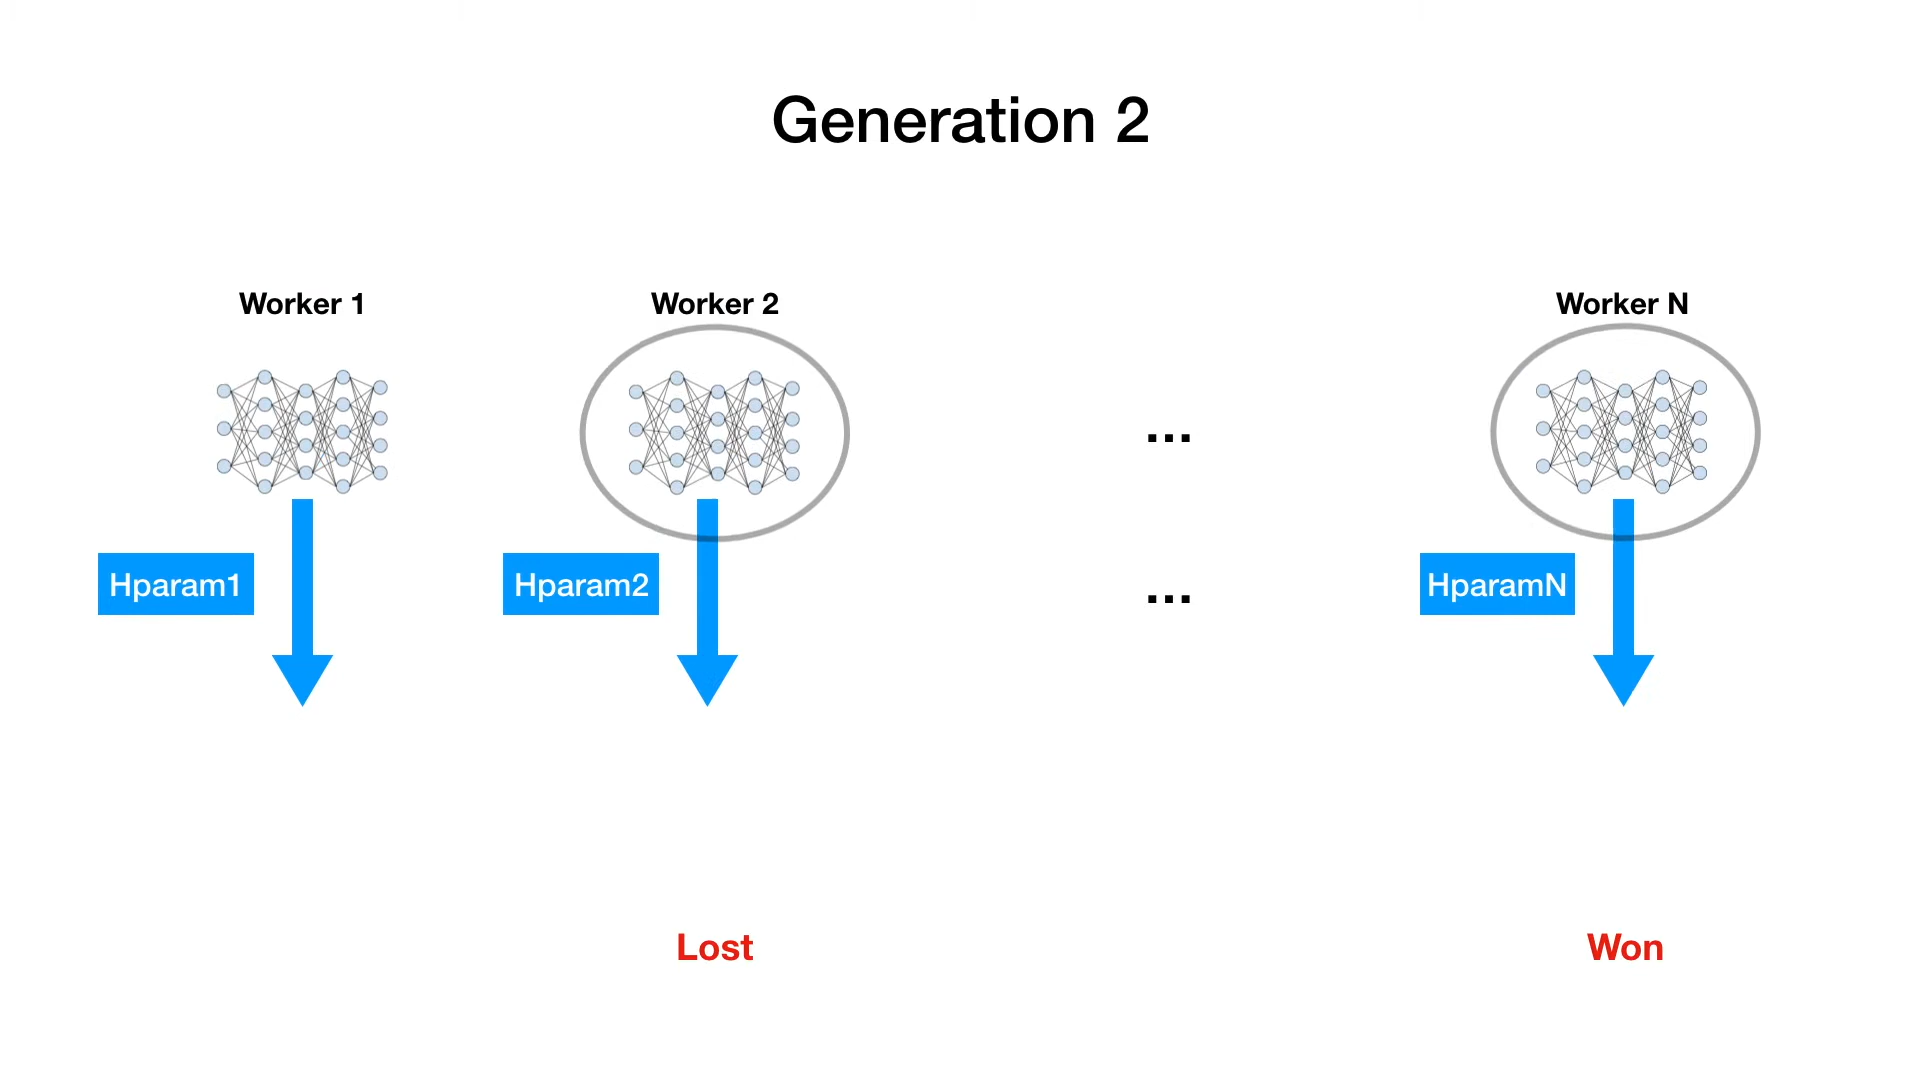 Generation 2
Worker 1
Worker 2
Worker N
...
Hparam1
Hparam2
...
HparamN
Lost
Won